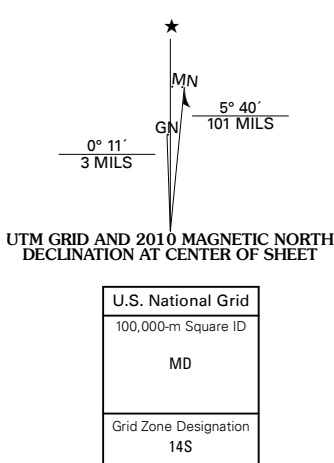 MN
5° 40´
101 MILS
GN
0° 11´
3 MILS
UTM GRID AND 2010 MAGNETIC NORTH
DECLINATION AT CENTER OF SHEET
U.S. National Grid
100,000-m Square ID
MD
Grid Zone Designation
14S